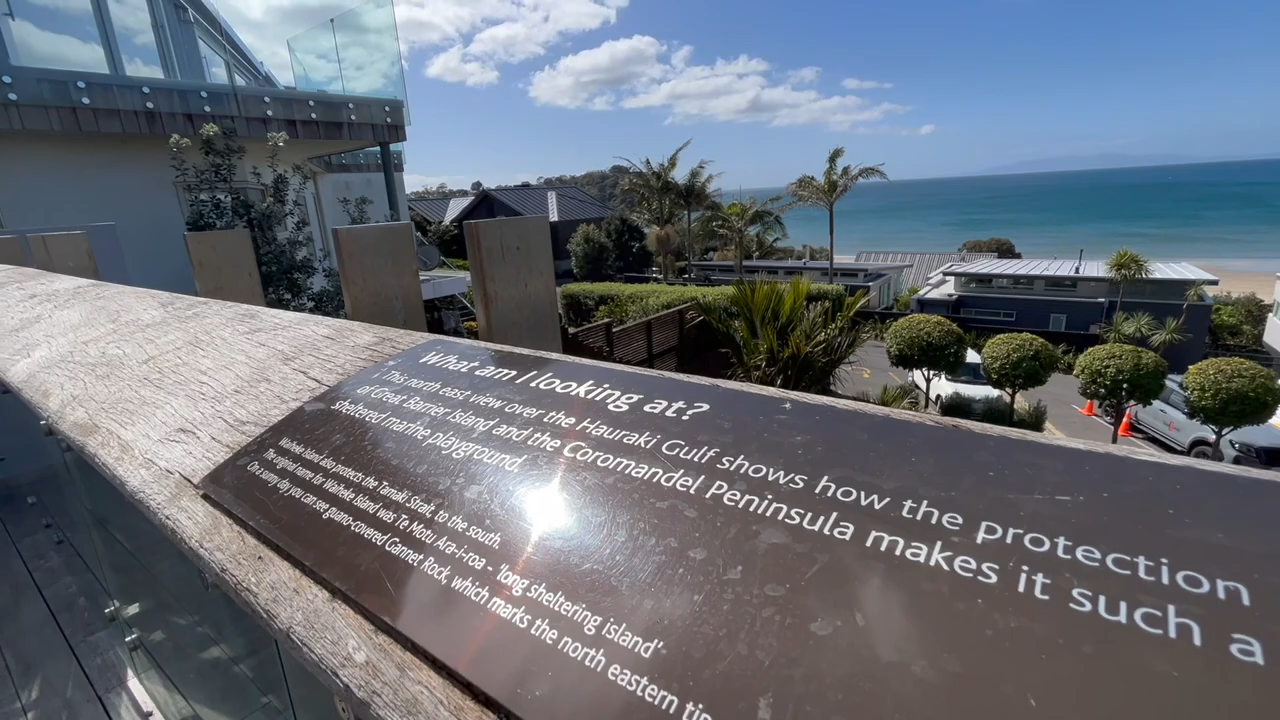 What am I looking at?
This north east view over the Hauraki Gulf shows how the protection
of Great Barrier Island and the Coromandel Peninsula makes it such a
sheltered marine playground.
Waiheke Island also protects the Tamaki Strait, to the south.
The original name for Waiheke Island was Te Motu Ara-i-roa - 'long sheltering island'.
On a sunny day you can see guano-covered Gannet Rock, which marks the north eastern tip